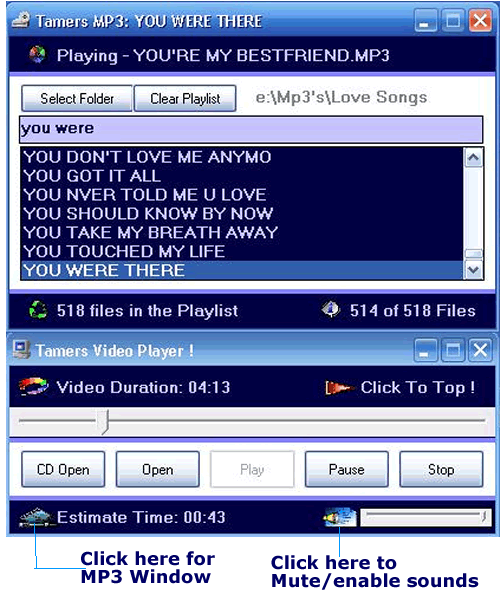 Tamers MP3: YOU WERE THERE
Playing - YOU'RE MY BESTFRIEND.MP3
Select Folder Clear Playlist e:\Mp3's\Love Songs
you were
YOU DON'T LOVE ME ANYMO
YOU GOT IT ALL
YOU NVER TOLD ME U LOVE
YOU SHOULD KNOW BY NOW
YOU TAKE MY BREATH AWAY
YOU TOUCHED MY LIFE
YOU WERE THERE
518 files in the Playlist 514 of 518 Files
Tamers Video Player !
Video Duration: 04:13 Click To Top !
CD Open Open Play Pause Stop
Estimate Time: 00:43
Click here for
MP3 Window
Click here to
Mute/enable sounds